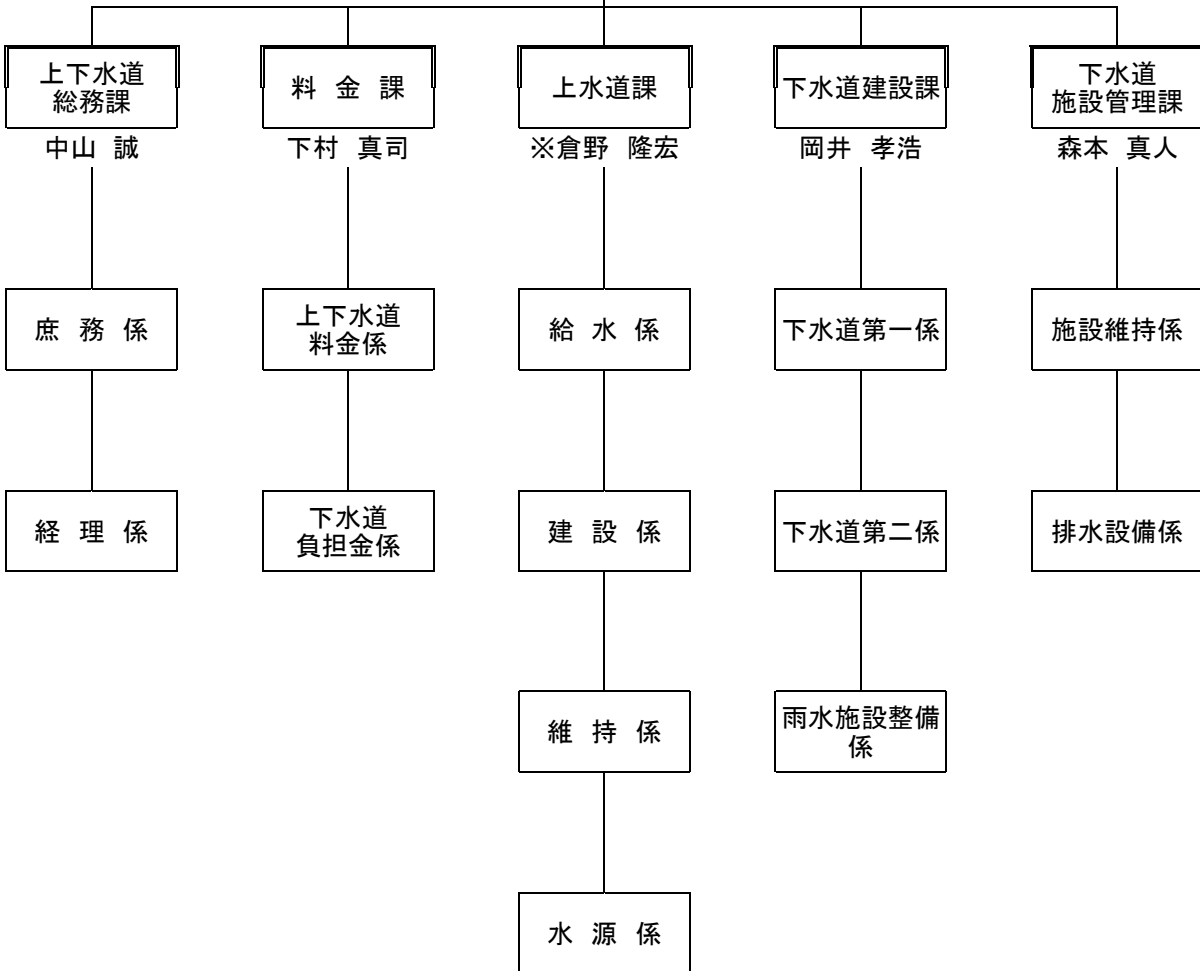 上下水道
総務課
料 金 課
上水道課
下水道建設課
下水道
施設管理課
中山 誠
下村 真司
※倉野 隆宏
岡井 孝浩
森本 真人
庶 務 係
上下水道
料金係
給 水 係
下水道第一係
施設維持係
経 理 係
下水道
負担金係
建 設 係
下水道第二係
排水設備係
維 持 係
雨水施設整備
係
水 源 係